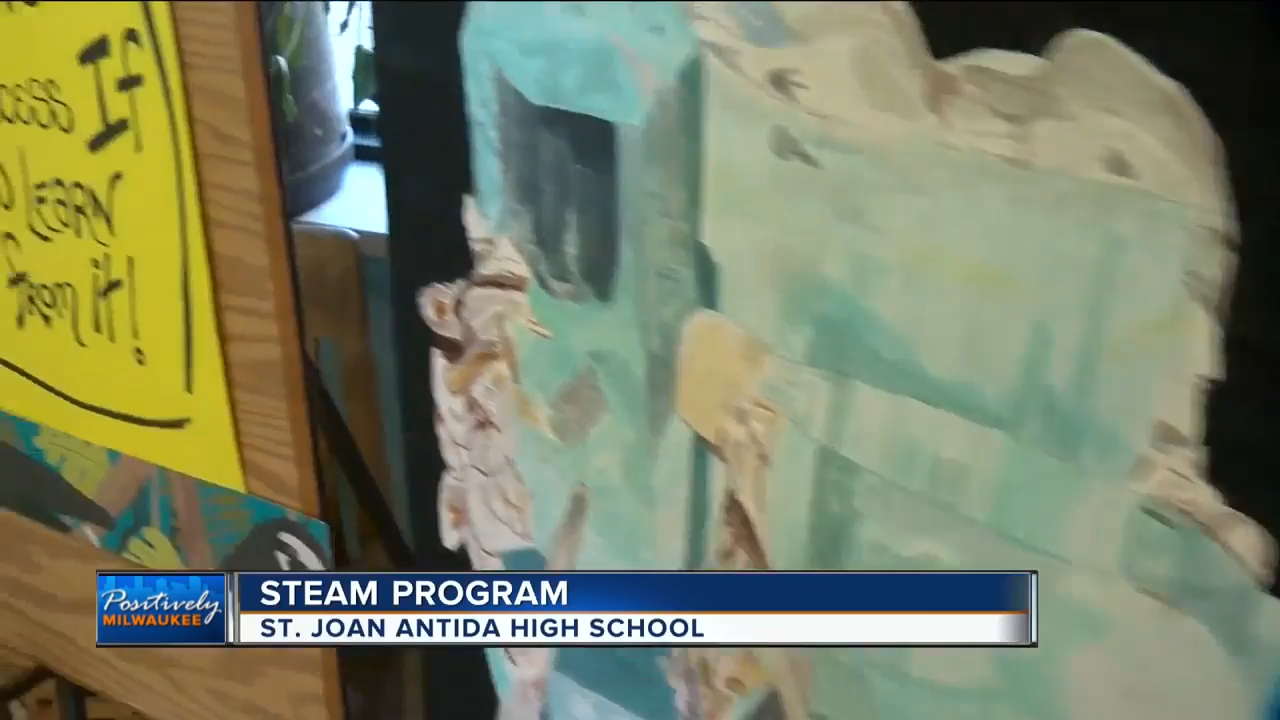 If
learn
from it!
Positively
MILWAUKEE
STEAM PROGRAM
ST. JOAN ANTIDA HIGH SCHOOL